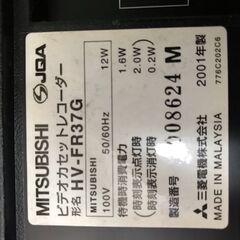 MITSUBISHI
ビデオカセットレコーダー
形名 HV-FR37G
MITSUBISHI
100V 50/60Hz 12W
待機時消費電力 1.6W
(時刻表示点灯時) 2.0W
(時刻表示消灯時) 0.2W
製造番号 008624 M
三菱電機株式会社 2001年製
MADE IN MALAYSIA 776C202C6
JQA